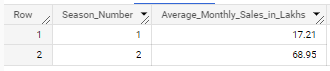 Row Season_Number Average_Monthly_Sales_in_Lakhs
1 1 17.21
2 2 68.95